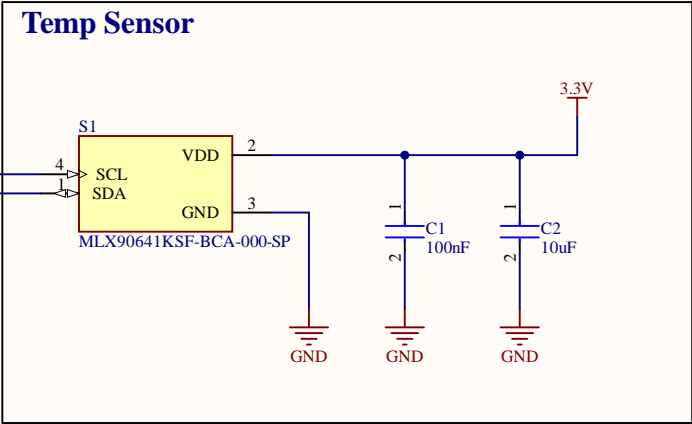 Temp Sensor
3.3V
S1
VDD 2
4 SCL
1 SDA
GND 3
MLX90641KSF-BCA-000-SP
1
C1
100nF
2
1
C2
10uF
2
GND
GND
GND